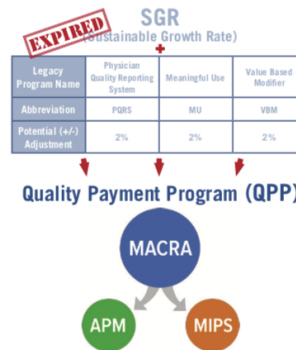 SGR
EXPIRED
(Sustainable Growth Rate)
+
Legacy Program Name
Physician Quality Reporting System
Meaningful Use
Value Based Modifier
Abbreviation
PQRS
MU
VBM
Potential (+/-) Adjustment
2%
2%
2%
Quality Payment Program (QPP)
MACRA
APM
MIPS